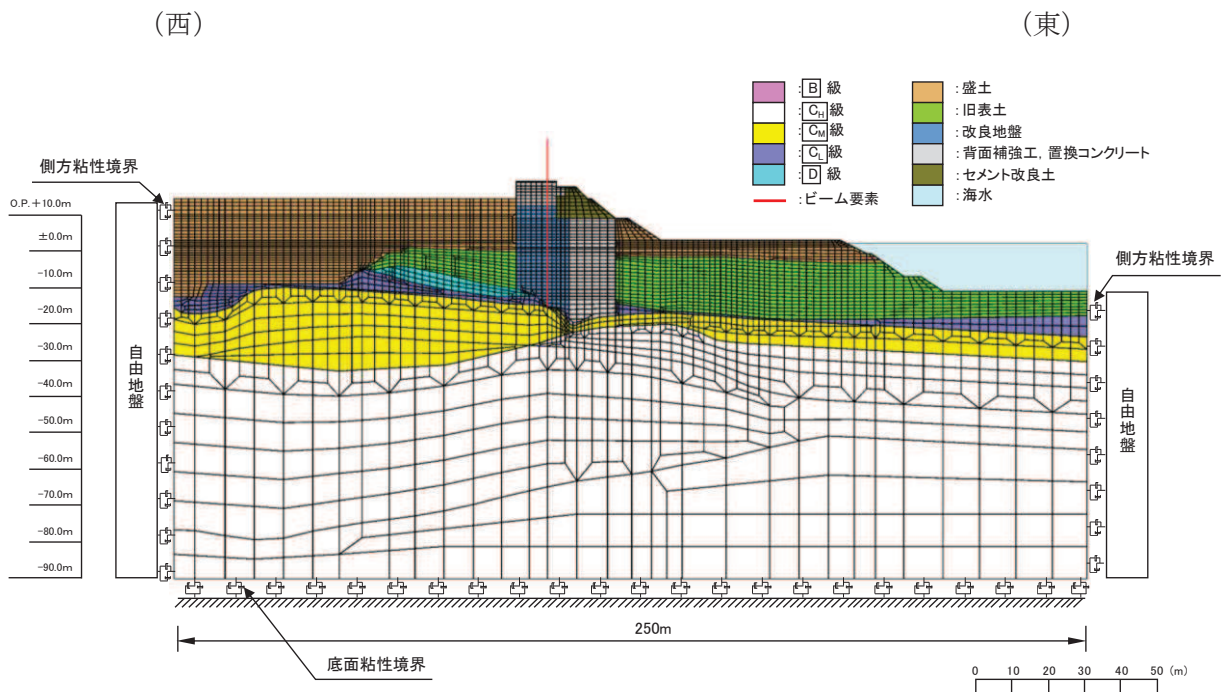 (西)
(東)
:B 級
:CH級
:CM級
:CL級
:D 級
:ビーム要素
:盛土
:旧表土
:改良地盤
:背面補強工, 置換コンクリート
:セメント改良土
:海水
側方粘性境界
側方粘性境界
O.P.+10.0m
±0.0m
-10.0m
-20.0m
-30.0m
-40.0m
-50.0m
-60.0m
-70.0m
-80.0m
-90.0m
自由地盤
自由地盤
250m
底面粘性境界
0 10 20 30 40 50 (m)